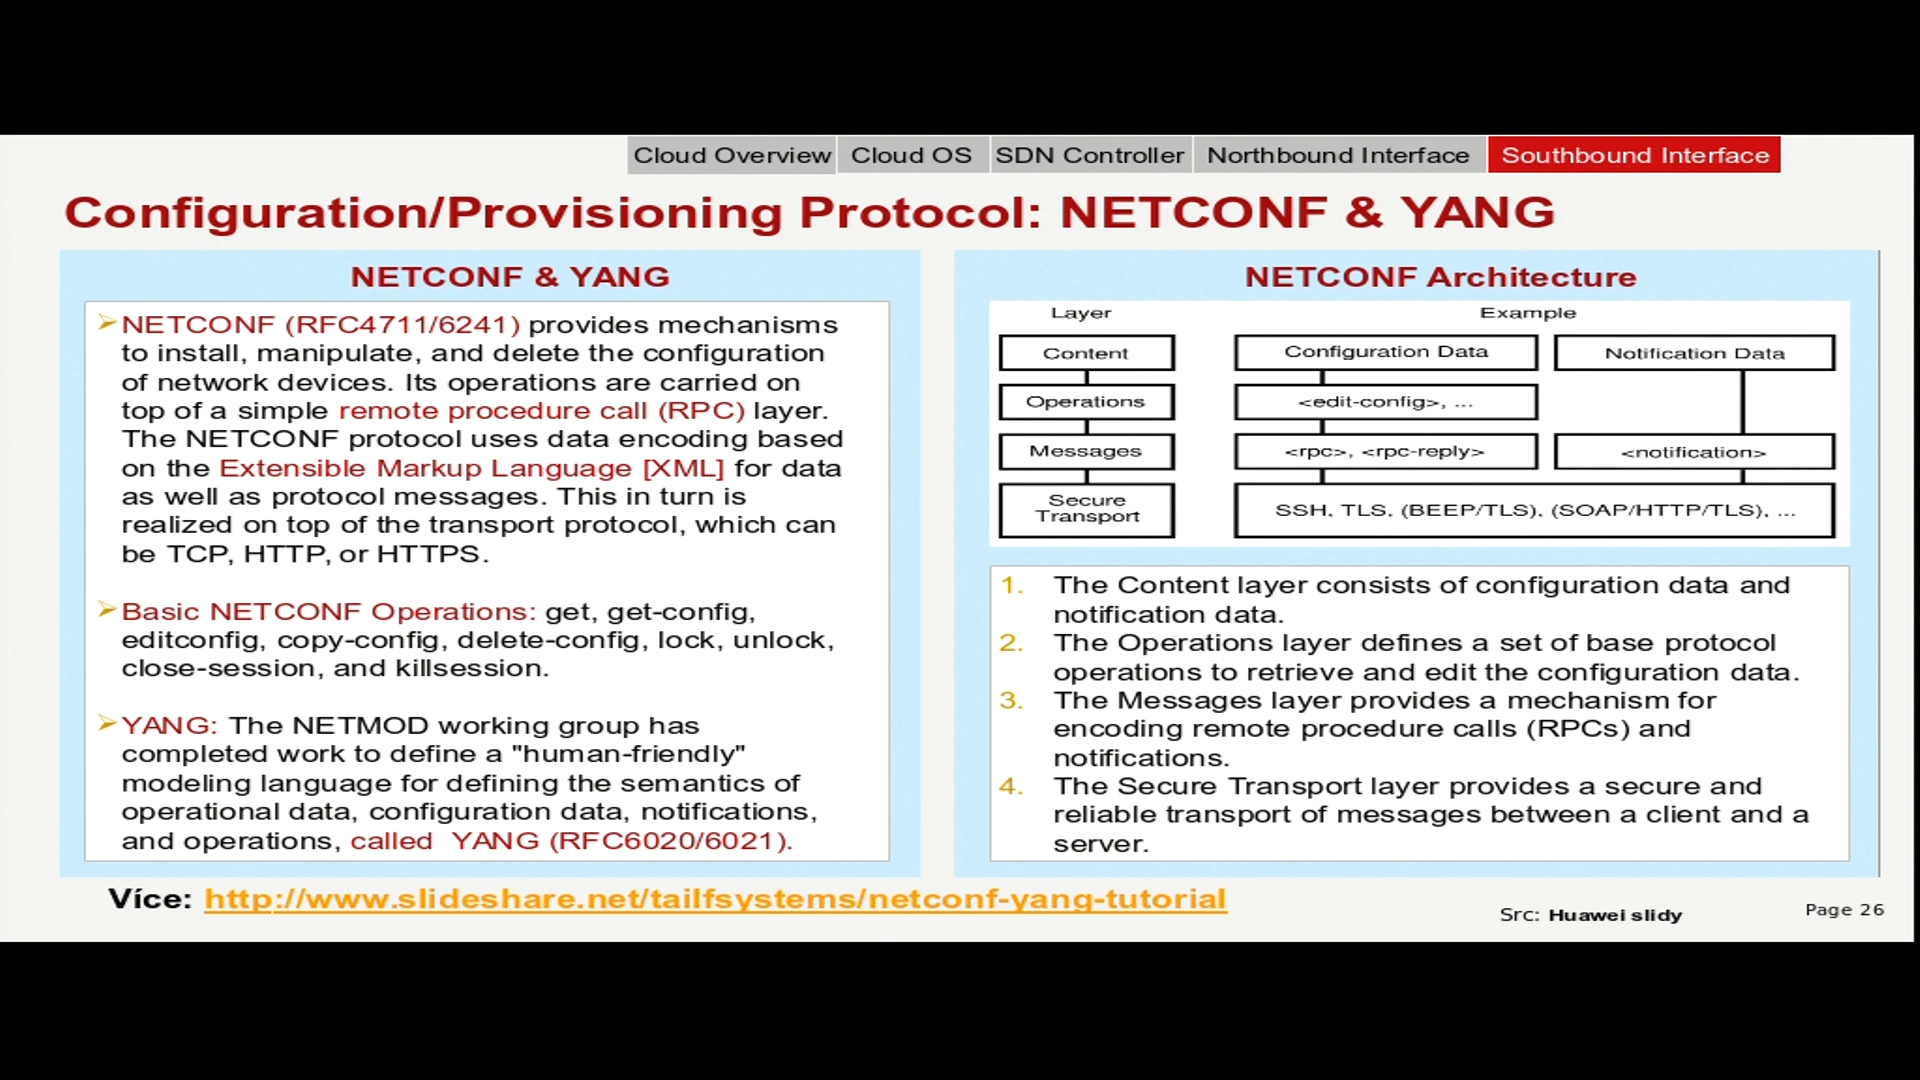 Cloud Overview Cloud OS SDN Controller Northbound Interface Southbound Interface
Configuration/Provisioning Protocol: NETCONF & YANG
NETCONF & YANG
NETCONF (RFC4711/6241) provides mechanisms
to install, manipulate, and delete the configuration
of network devices. Its operations are carried on
top of a simple remote procedure call (RPC) layer.
The NETCONF protocol uses data encoding based
on the Extensible Markup Language [XML] for data
as well as protocol messages. This in turn is
realized on top of the transport protocol, which can
be TCP, HTTP, or HTTPS.
Basic NETCONF Operations: get, get-config,
editconfig, copy-config, delete-config, lock, unlock,
close-session, and killsession.
YANG: The NETMOD working group has
completed work to define a "human-friendly"
modeling language for defining the semantics of
operational data, configuration data, notifications,
and operations, called YANG (RFC6020/6021).
NETCONF Architecture
Layer Example
Content Configuration Data Notification Data
Operations <edit-config>, ...
Messages <rpc>, <rpc-reply> <notification>
Secure
Transport
SSH, TLS, (BEEP/TLS), (SOAP/HTTP/TLS), ...
1. The Content layer consists of configuration data and
notification data.
2. The Operations layer defines a set of base protocol
operations to retrieve and edit the configuration data.
3. The Messages layer provides a mechanism for
encoding remote procedure calls (RPCs) and
notifications.
4. The Secure Transport layer provides a secure and
reliable transport of messages between a client and a
server.
Více: http://www.slideshare.net/tailfsystems/netconf-yang-tutorial
Src: Huawei slidy
Page 26